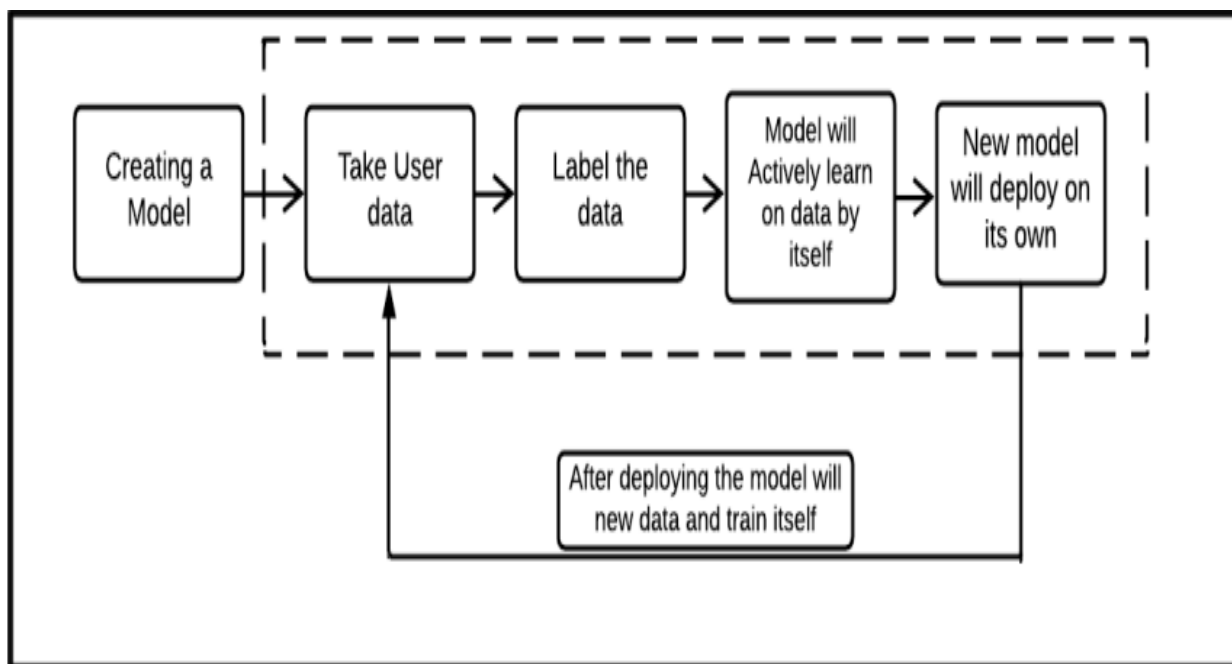 Creating a
Model
Take User
data
Label the
data
Model will
Actively learn
on data by
itself
New model
will deploy on
its own
After deploying the model will
new data and train itself